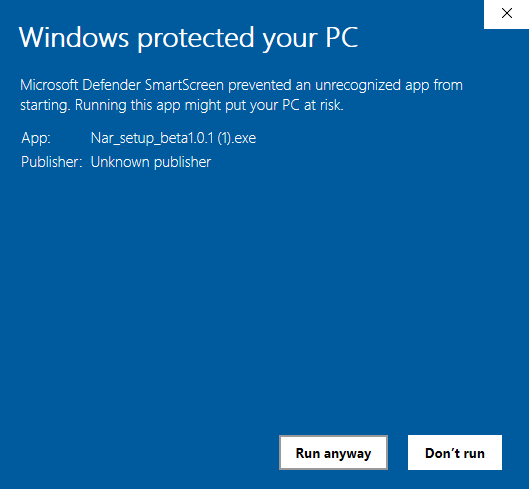 Windows protected your PC
Microsoft Defender SmartScreen prevented an unrecognized app from
starting. Running this app might put your PC at risk.
App: Nar_setup_beta1.0.1 (1).exe
Publisher: Unknown publisher
Run anyway Don't run